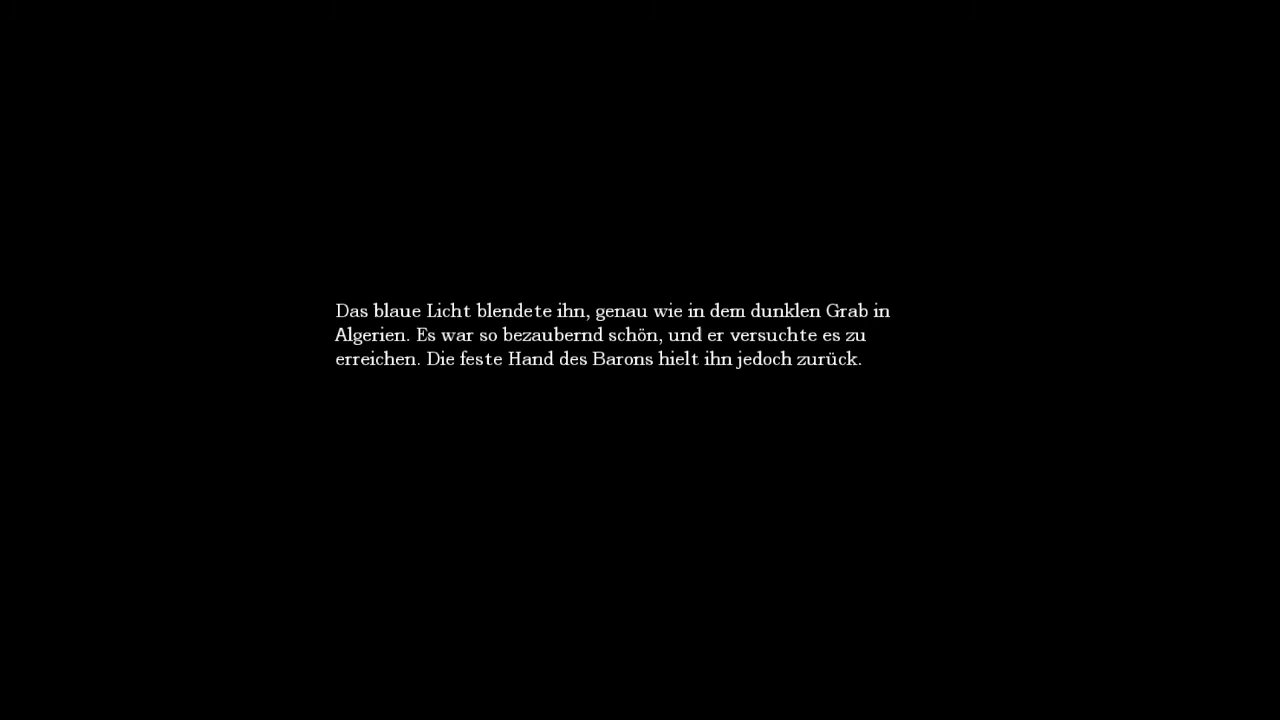 Das blaue Licht blendete ihn, genau wie in dem dunklen Grab in
Algerien. Es war so bezaubernd schön, und er versuchte es zu
erreichen. Die feste Hand des Barons hielt ihn jedoch zurück.